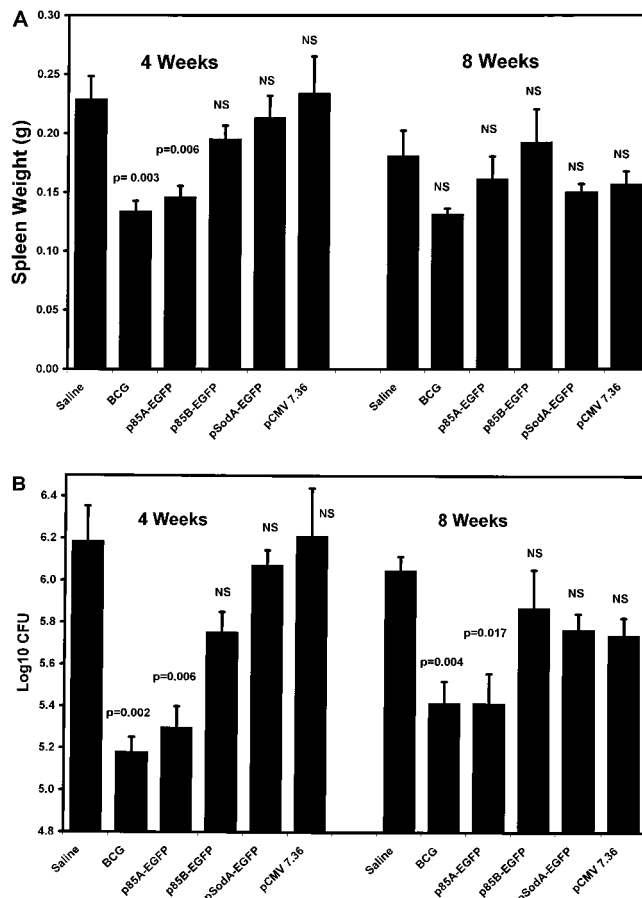 A
0.30
4 Weeks
NS
8 Weeks
0.25
NS
NS
NS
NS
p=0.006
p= 0.003
NS
NS
NS
0.20
0.15
0.10
0.05
0.00
Spleen Weight (g)
Saline
BCG
p85A-EGFP
p85B-EGFP
pSodA-EGFP
pCMV 7.36
Saline
BCG
p85A-EGFP
p85B-EGFP
pSodA-EGFP
pCMV 7.36
B
6.4
4 Weeks
NS
NS
8 Weeks
6.2
NS
NS
NS
NS
6.0
5.8
p=0.017
p=0.004
p=0.006
p=0.002
5.6
5.4
5.2
5.0
4.8
Log10 CFU
Saline
BCG
p85A-EGFP
p85B-EGFP
pSodA-EGFP
pCMV 7.36
Saline
BCG
p85A-EGFP
p85B-EGFP
pSodA-EGFP
pCMV 7.36